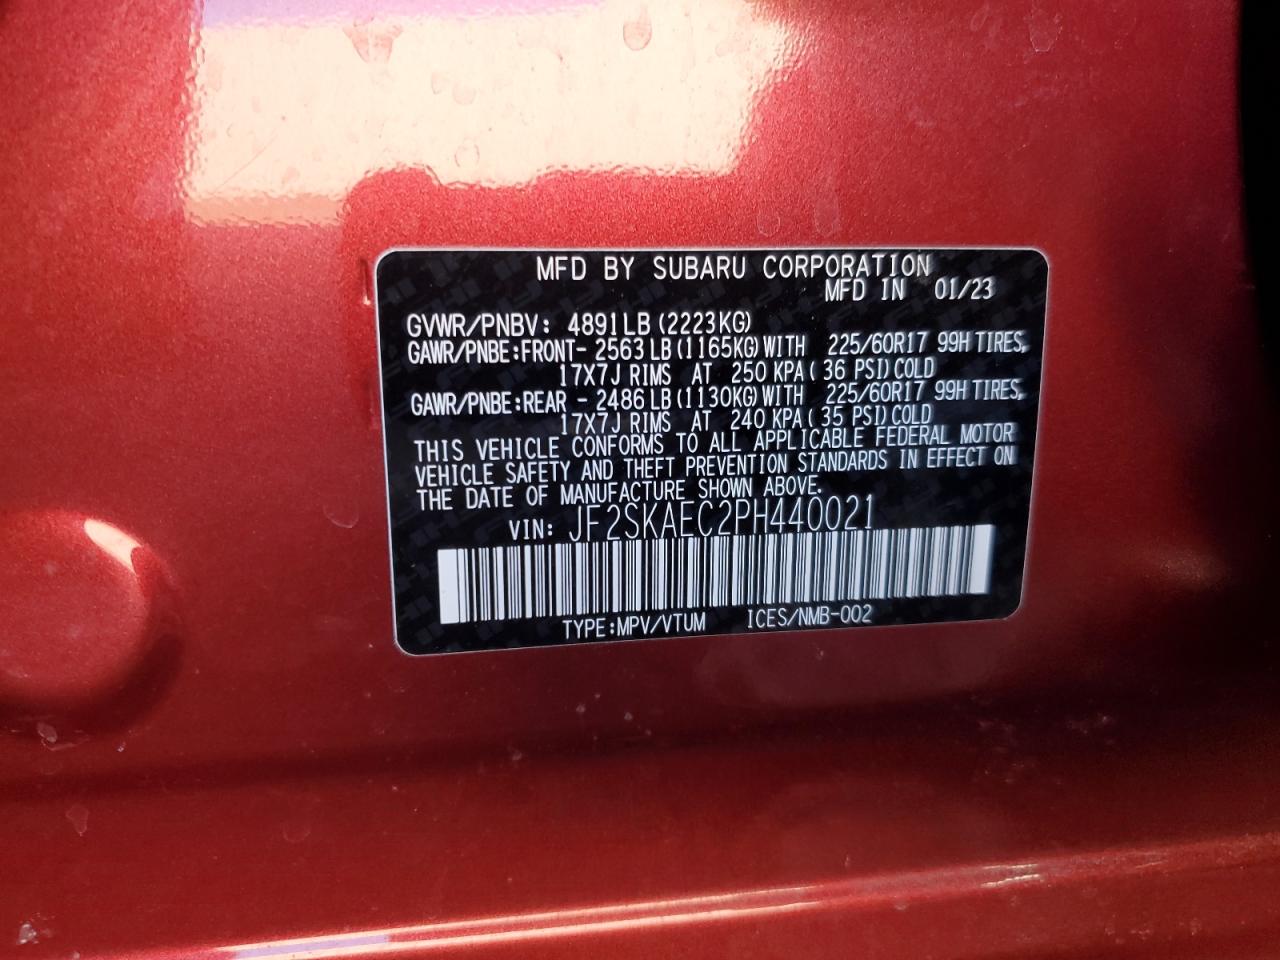 MFD BY SUBARU CORPORATION
MFD IN 01/23
GVWR/PNBV: 4891LB (2223KG)
GAWR/PNBE:FRONT- 2563LB (1165KG) WITH 225/60R17 99H TIRES,
17X7J RIMS AT 250 KPA ( 36 PSI) COLD
GAWR/PNBE:REAR - 2486LB (1130KG) WITH 225/60R17 99H TIRES,
17X7J RIMS AT 240 KPA ( 35 PSI) COLD
THIS VEHICLE CONFORMS TO ALL APPLICABLE FEDERAL MOTOR
VEHICLE SAFETY AND THEFT PREVENTION STANDARDS IN EFFECT ON
THE DATE OF MANUFACTURE SHOWN ABOVE.
VIN: JF2SKAEC2PH440021
TYPE:MPV/VTUM ICES/NMB-002